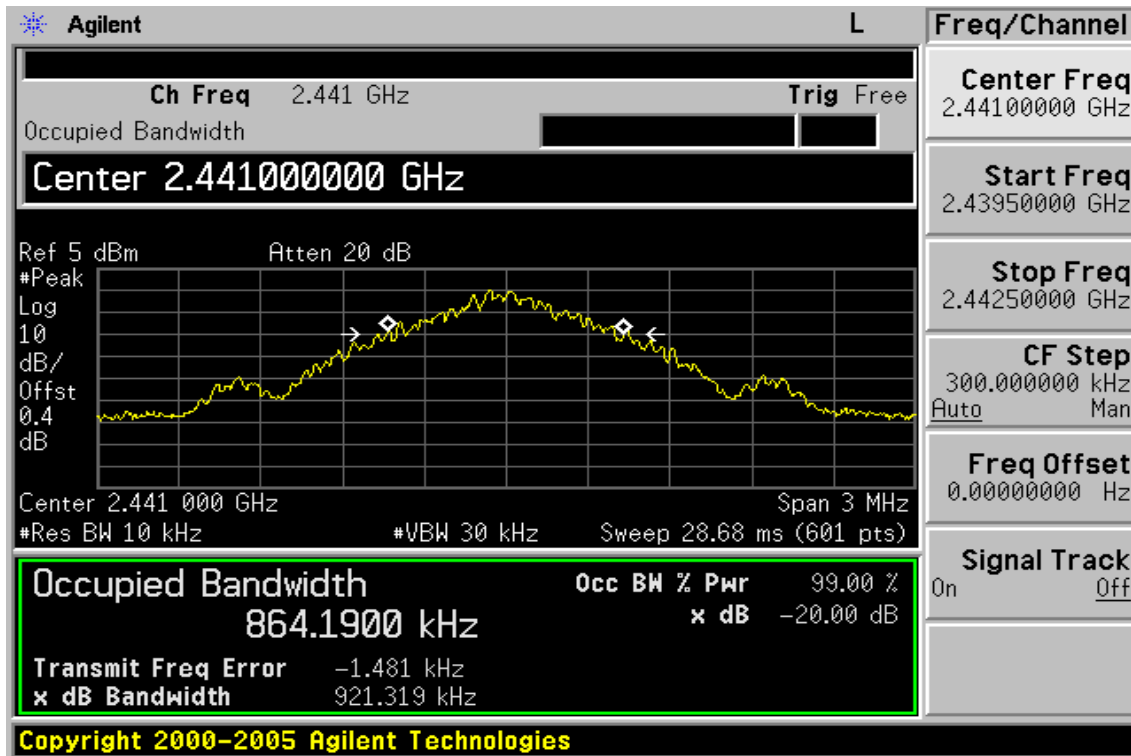 Agilent L
Ch Freq 2.441 GHz Trig Free
Occupied Bandwidth
Center 2.441000000 GHz
Ref 5 dBm Atten 20 dB
#Peak
Log
10
dB/
Offst
0.4
dB
Center 2.441 000 GHz Span 3 MHz
#Res BW 10 kHz #VBW 30 kHz Sweep 28.68 ms (601 pts)
Occupied Bandwidth Occ BW % Pwr 99.00 %
864.1900 kHz x dB -20.00 dB
Transmit Freq Error -1.481 kHz
x dB Bandwidth 921.319 kHz
Copyright 2000-2005 Agilent Technologies
Freq/Channel
Center Freq
2.44100000 GHz
Start Freq
2.43950000 GHz
Stop Freq
2.44250000 GHz
CF Step
300.000000 kHz
Auto Man
Freq Offset
0.00000000 Hz
Signal Track
On Off